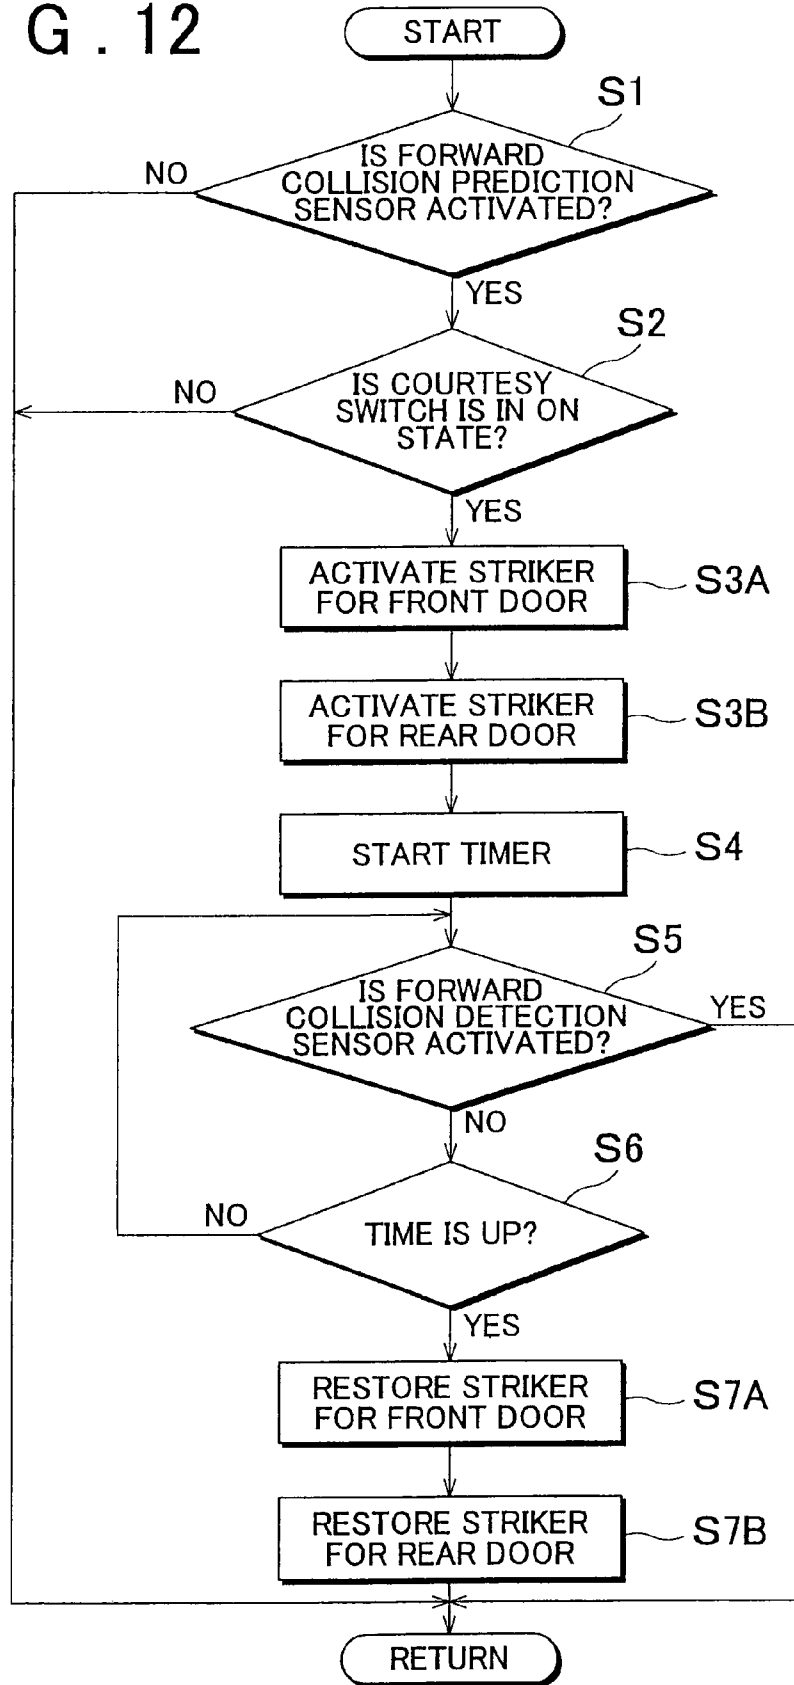 G . 12
START
S1
IS FORWARD
COLLISION PREDICTION
SENSOR ACTIVATED?
NO
YES
S2
IS COURTESY
SWITCH IS IN ON
STATE?
NO
YES
ACTIVATE STRIKER
FOR FRONT DOOR
S3A
ACTIVATE STRIKER
FOR REAR DOOR
S3B
START TIMER
S4
S5
IS FORWARD
COLLISION DETECTION
SENSOR ACTIVATED?
YES
NO
S6
TIME IS UP?
NO
YES
RESTORE STRIKER
FOR FRONT DOOR
S7A
RESTORE STRIKER
FOR REAR DOOR
S7B
RETURN